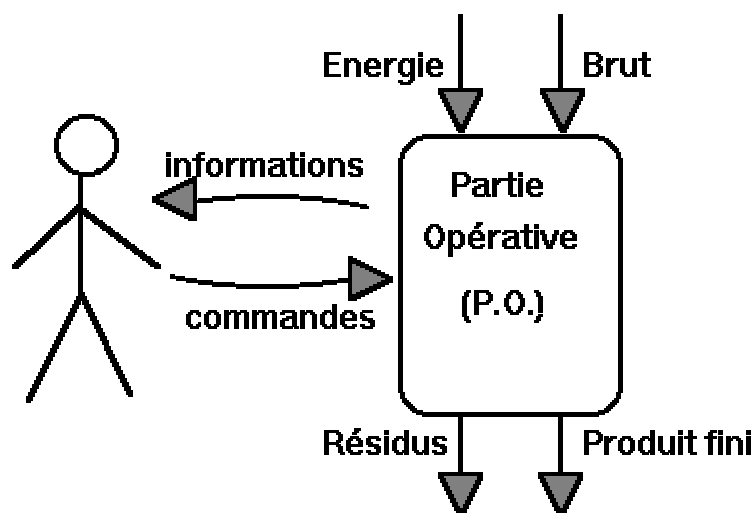 Energie
Brut
informations
Partie
Opérative
(P.O.)
commandes
Résidus
Produit fini